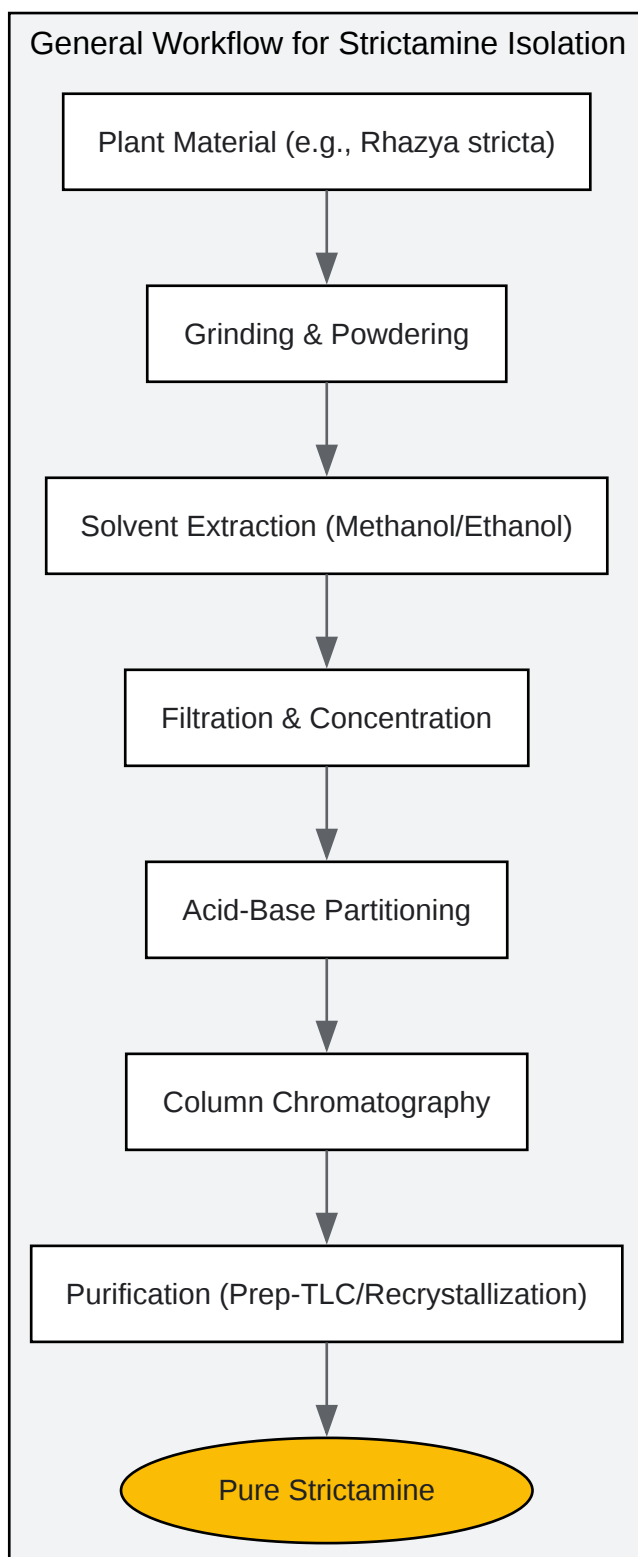 General Workflow for Strictamine Isolation
Plant Material (e.g., Rhazya stricta)
Grinding & Powdering
Solvent Extraction (Methanol/Ethanol)
Filtration & Concentration
Acid-Base Partitioning
Column Chromatography
Purification (Prep-TLC/Recrystallization)
Pure Strictamine